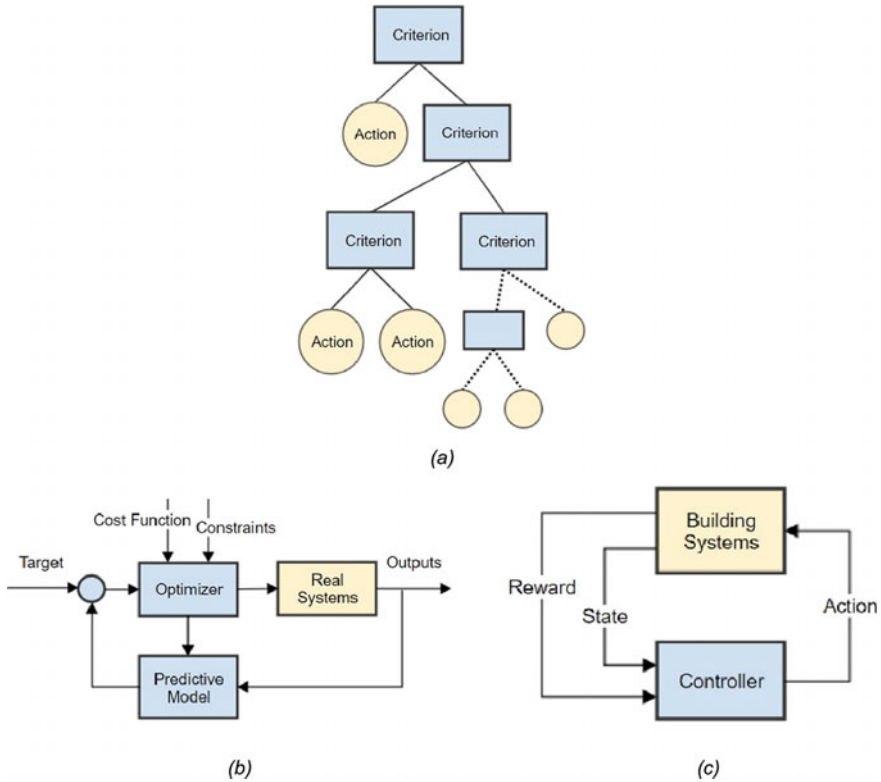 Criterion
Action
Criterion
Criterion
Criterion
Action
Action
(a)
Cost Function
Constraints
Target
Optimizer
Real
Systems
Outputs
Predictive
Model
(b)
Building
Systems
Reward
State
Action
Controller
(c)